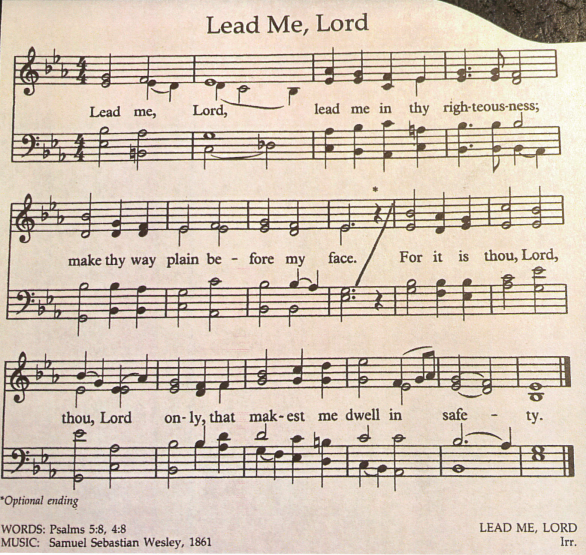 Lead Me, Lord
Lead me, Lord, lead me in thy right-teous-ness;
make thy way plain be - fore my face. For it is thou, Lord,
thou, Lord on- ly, that mak - est me dwell in safe - ty.
*Optional ending
WORDS: Psalms 5:8, 4:8 LEAD ME, LORD
MUSIC: Samuel Sebastian Wesley, 1861 Irr.